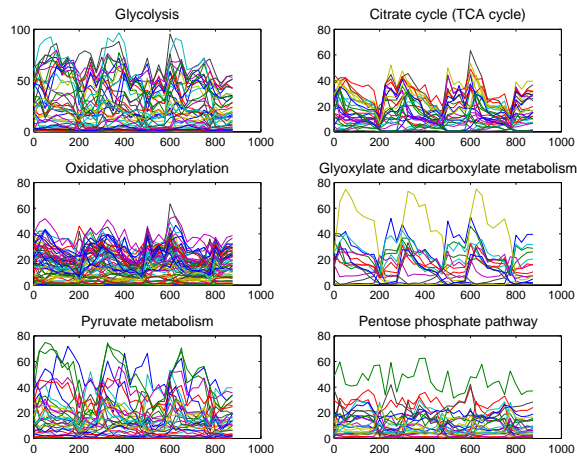 Glycolysis
100
50
0
0 200 400 600 800 1000
Citrate cycle (TCA cycle)
80
60
40
20
0
0 200 400 600 800 1000
Oxidative phosphorylation
80
60
40
20
0
0 200 400 600 800 1000
Glyoxylate and dicarboxylate metabolism
80
60
40
20
0
0 200 400 600 800 1000
Pyruvate metabolism
80
60
40
20
0
0 200 400 600 800 1000
Pentose phosphate pathway
80
60
40
20
0
0 200 400 600 800 1000